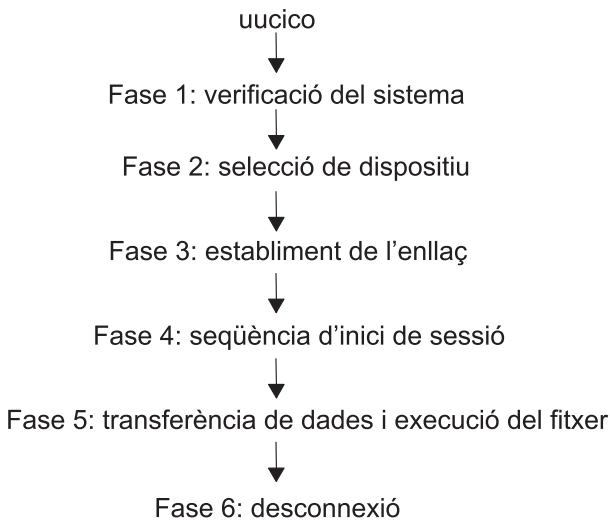 uucico
Fase 1: verificació del sistema
Fase 2: selecció de dispositiu
Fase 3: establiment de l’enllaç
Fase 4: seqüència d’inici de sessió
Fase 5: transferència de dades i execució del fitxer
Fase 6: desconnexió